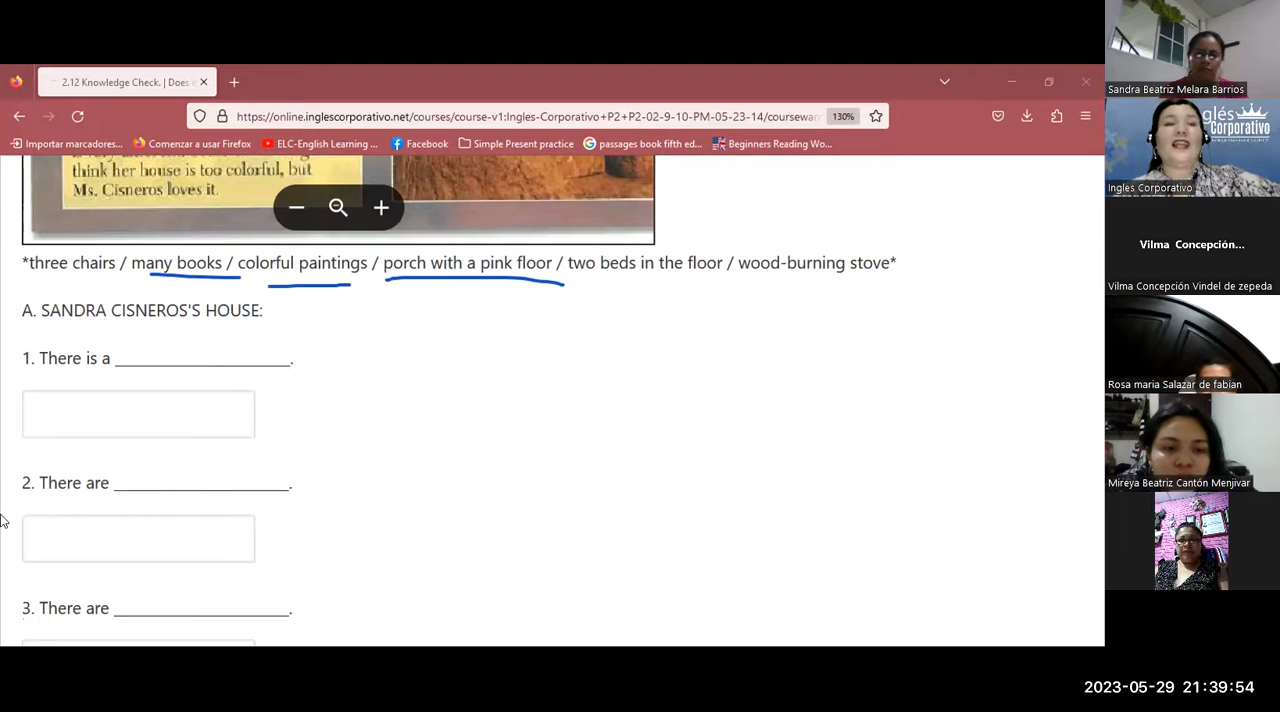 2.12 Knowledge Check. | Does
https://online.inglescorporativo.net/courses/course-v1:Ingles-Corporativo+P2+P2-02-9-10-PM-05-23-14/coursewar
130%
Importar marcadores...
Comenzar a usar Firefox
ELC-English Learning ...
Facebook
Simple Present practice
passages book fifth ed...
Beginners Reading Wo...
think her house is too colorful, but
Ms. Cisneros loves it.
*three chairs / many books / colorful paintings / porch with a pink floor / two beds in the floor / wood-burning stove*
A. SANDRA CISNEROS'S HOUSE:
1. There is a ____________________.
2. There are ____________________.
3. There are ____________________.
Sandra Beatriz Melara Barrios
glés
orporativo
Ingles Corporativo
Vilma Concepción...
Vilma Concepción Vindel de zepeda
Rosa maria Salazar de fabian
Mireya Beatriz Cantón Menjivar
2023-05-29 21:39:54